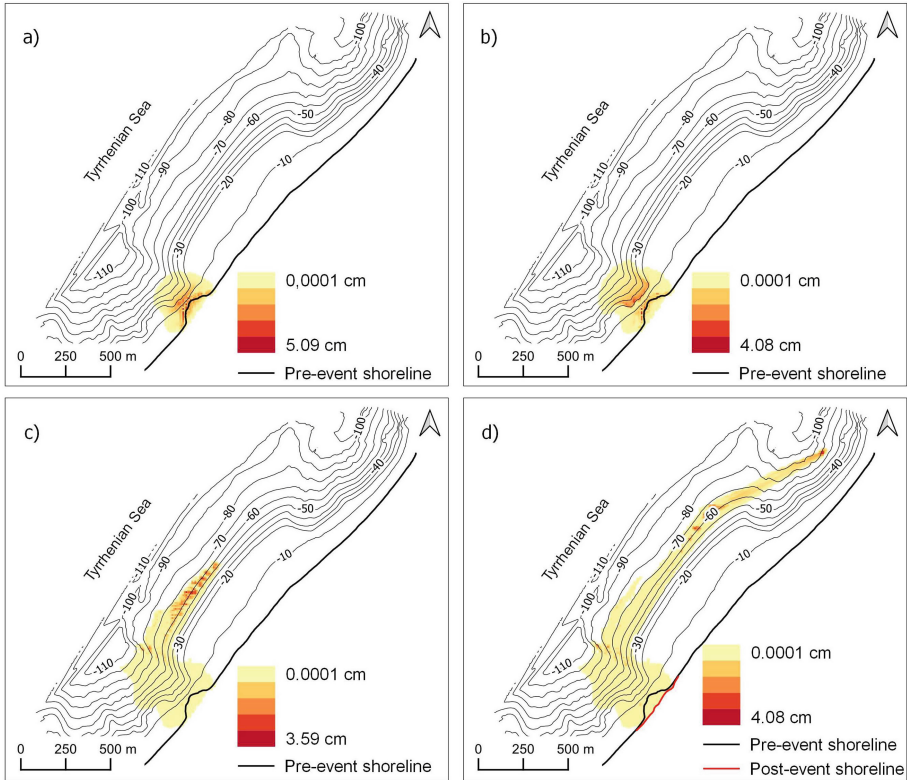 a)
Tyrrhenian Sea
-100
-40
-50
-60
-80
-70
-90
-110
-100
-20
-10
-30
-110
0,0001 cm
5.09 cm
0 250 500 m
Pre-event shoreline
b)
Tyrrhenian Sea
-100
-40
-50
-60
-80
-70
-90
-110
-100
-20
-10
-30
-110
0.0001 cm
4.08 cm
0 250 500 m
Pre-event shoreline
c)
Tyrrhenian Sea
-100
-40
-50
-60
-80
-70
-90
-110
-100
-20
-10
-30
-110
0.0001 cm
3.59 cm
0 250 500 m
Pre-event shoreline
d)
Tyrrhenian Sea
-100
-40
-50
-60
-80
-70
-90
-110
-100
-20
-10
-30
-110
0.0001 cm
4.08 cm
0 250 500 m
Pre-event shoreline
Post-event shoreline